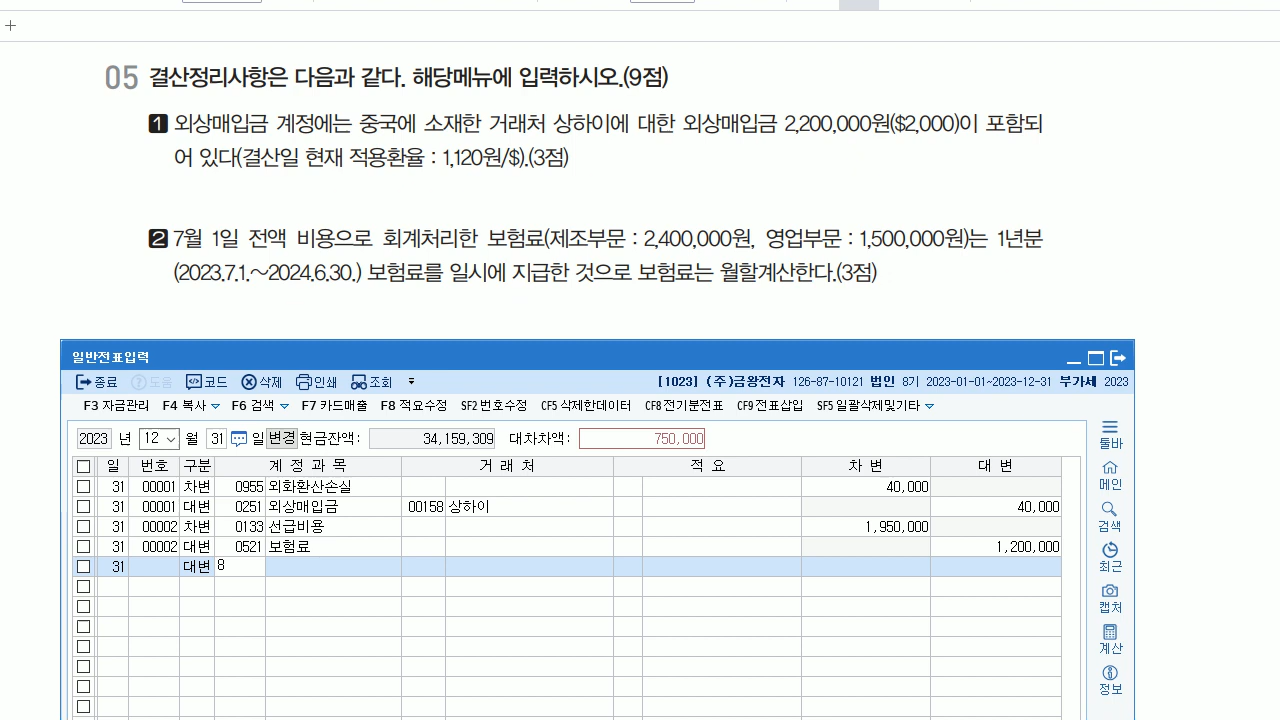 05 결산정리사항은 다음과 같다. 해당메뉴에 입력하시오.(9점)
1 외상매입금 계정에는 중국에 소재한 거래처 상하이에 대한 외상매입금 2,200,000원($2,000)이 포함되
어 있다(결산일 현재 적용환율 : 1,120원/$).(3점)
2 7월 1일 전액 비용으로 회계처리한 보험료(제조부문 : 2,400,000원, 영업부문 : 1,500,000원)는 1년분
(2023.7.1.~2024.6.30.) 보험료를 일시에 지급한 것으로 보험료는 월할계산한다.(3점)
일반전표입력
종료 도움 코드 삭제 인쇄 조회 [1023] (주)금왕전자 126-87-10121 법인 8기 2023-01-01~2023-12-31 부가세 2023
F3 자금관리 F4 복사 F6 검색 F7 카드매출 F8 적요수정 SF2 번호수정 CF5 삭제한데이터 CF8 전기분전표 CF9 전표삽입 SF5 일괄삭제및기타
2023 년 12 월 31 일 변경 현금잔액: 34,159,309 대차차액: 750,000
일 번호 구분 계 정 과 목 거 래 처 적 요 차 변 대 변
31 00001 차변 0955 외화환산손실 40,000
31 00001 대변 0251 외상매입금 00158 상하이 40,000
31 00002 차변 0133 선급비용 1,950,000
31 00002 대변 0521 보험료 1,200,000
31 대변 8
툴바
메인
검색
최근
캡처
계산
정보